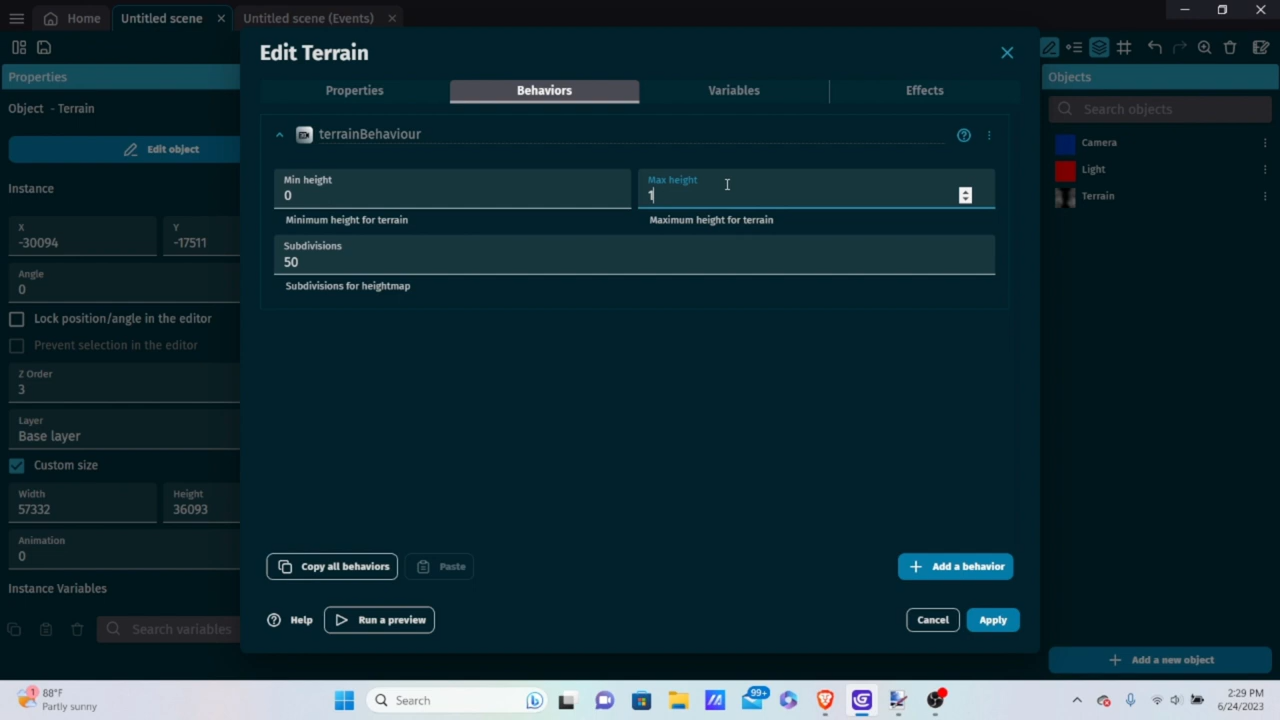 Home
Untitled scene
Untitled scene (Events)
Properties
Object - Terrain
Edit object
Instance
X
-30094
Y
-17511
Angle
0
Lock position/angle in the editor
Prevent selection in the editor
Z Order
3
Layer
Base layer
Custom size
Width
57332
Height
36093
Animation
0
Instance Variables
Search variables
Edit Terrain
Properties
Behaviors
Variables
Effects
terrainBehaviour
Min height
0
Minimum height for terrain
Max height
1
Maximum height for terrain
Subdivisions
50
Subdivisions for heightmap
Copy all behaviors
Paste
Add a behavior
Help
Run a preview
Cancel
Apply
Objects
Search objects
Camera
Light
Terrain
Add a new object
1
88°F
Partly sunny
Search
99+
2:29 PM
6/24/2023